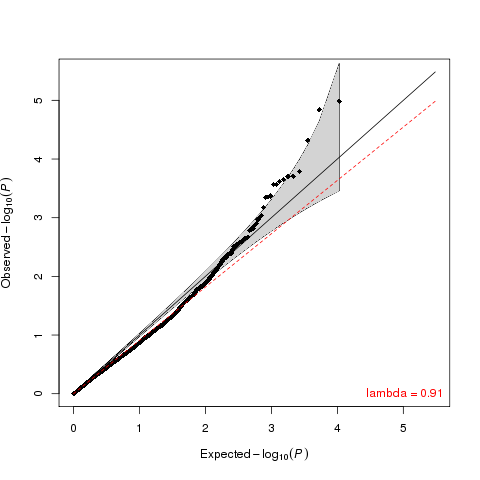 5
4
3
2
1
0
Observed−log10(P)
lambda = 0.91
0 1 2 3 4 5
Expected−log10(P)